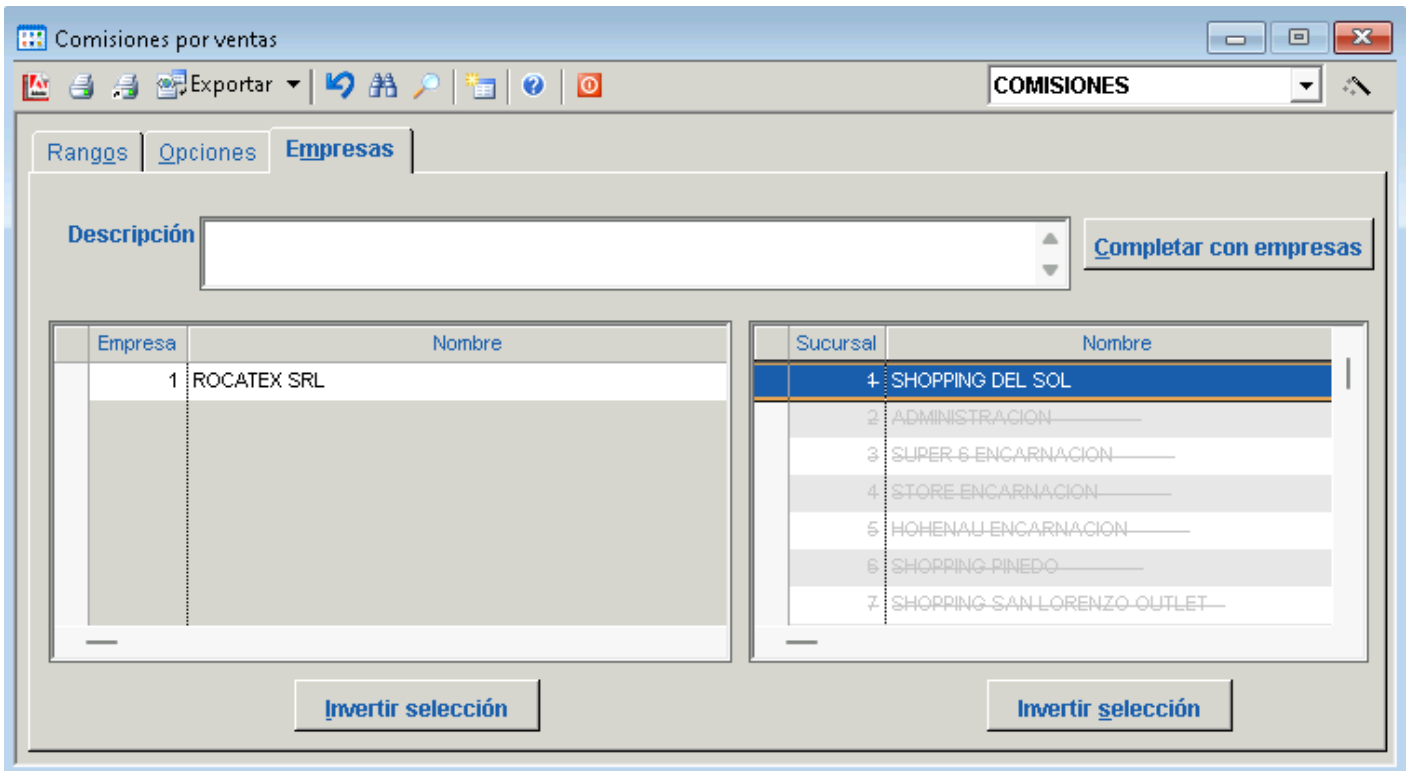 Comisiones por ventas
Exportar COMISIONES
Rangos Opciones Empresas
Descripción Completar con empresas
Empresa Nombre Sucursal Nombre
1 ROCATEX SRL 1 SHOPPING DEL SOL
2 ADMINISTRACION
3 SUPER 6 ENCARNACION
4 STORE ENCARNACION
5 HOHENAU ENCARNACION
6 SHOPPING PINEDO
7 SHOPPING SAN LORENZO OUTLET
Invertir selección Invertir selección